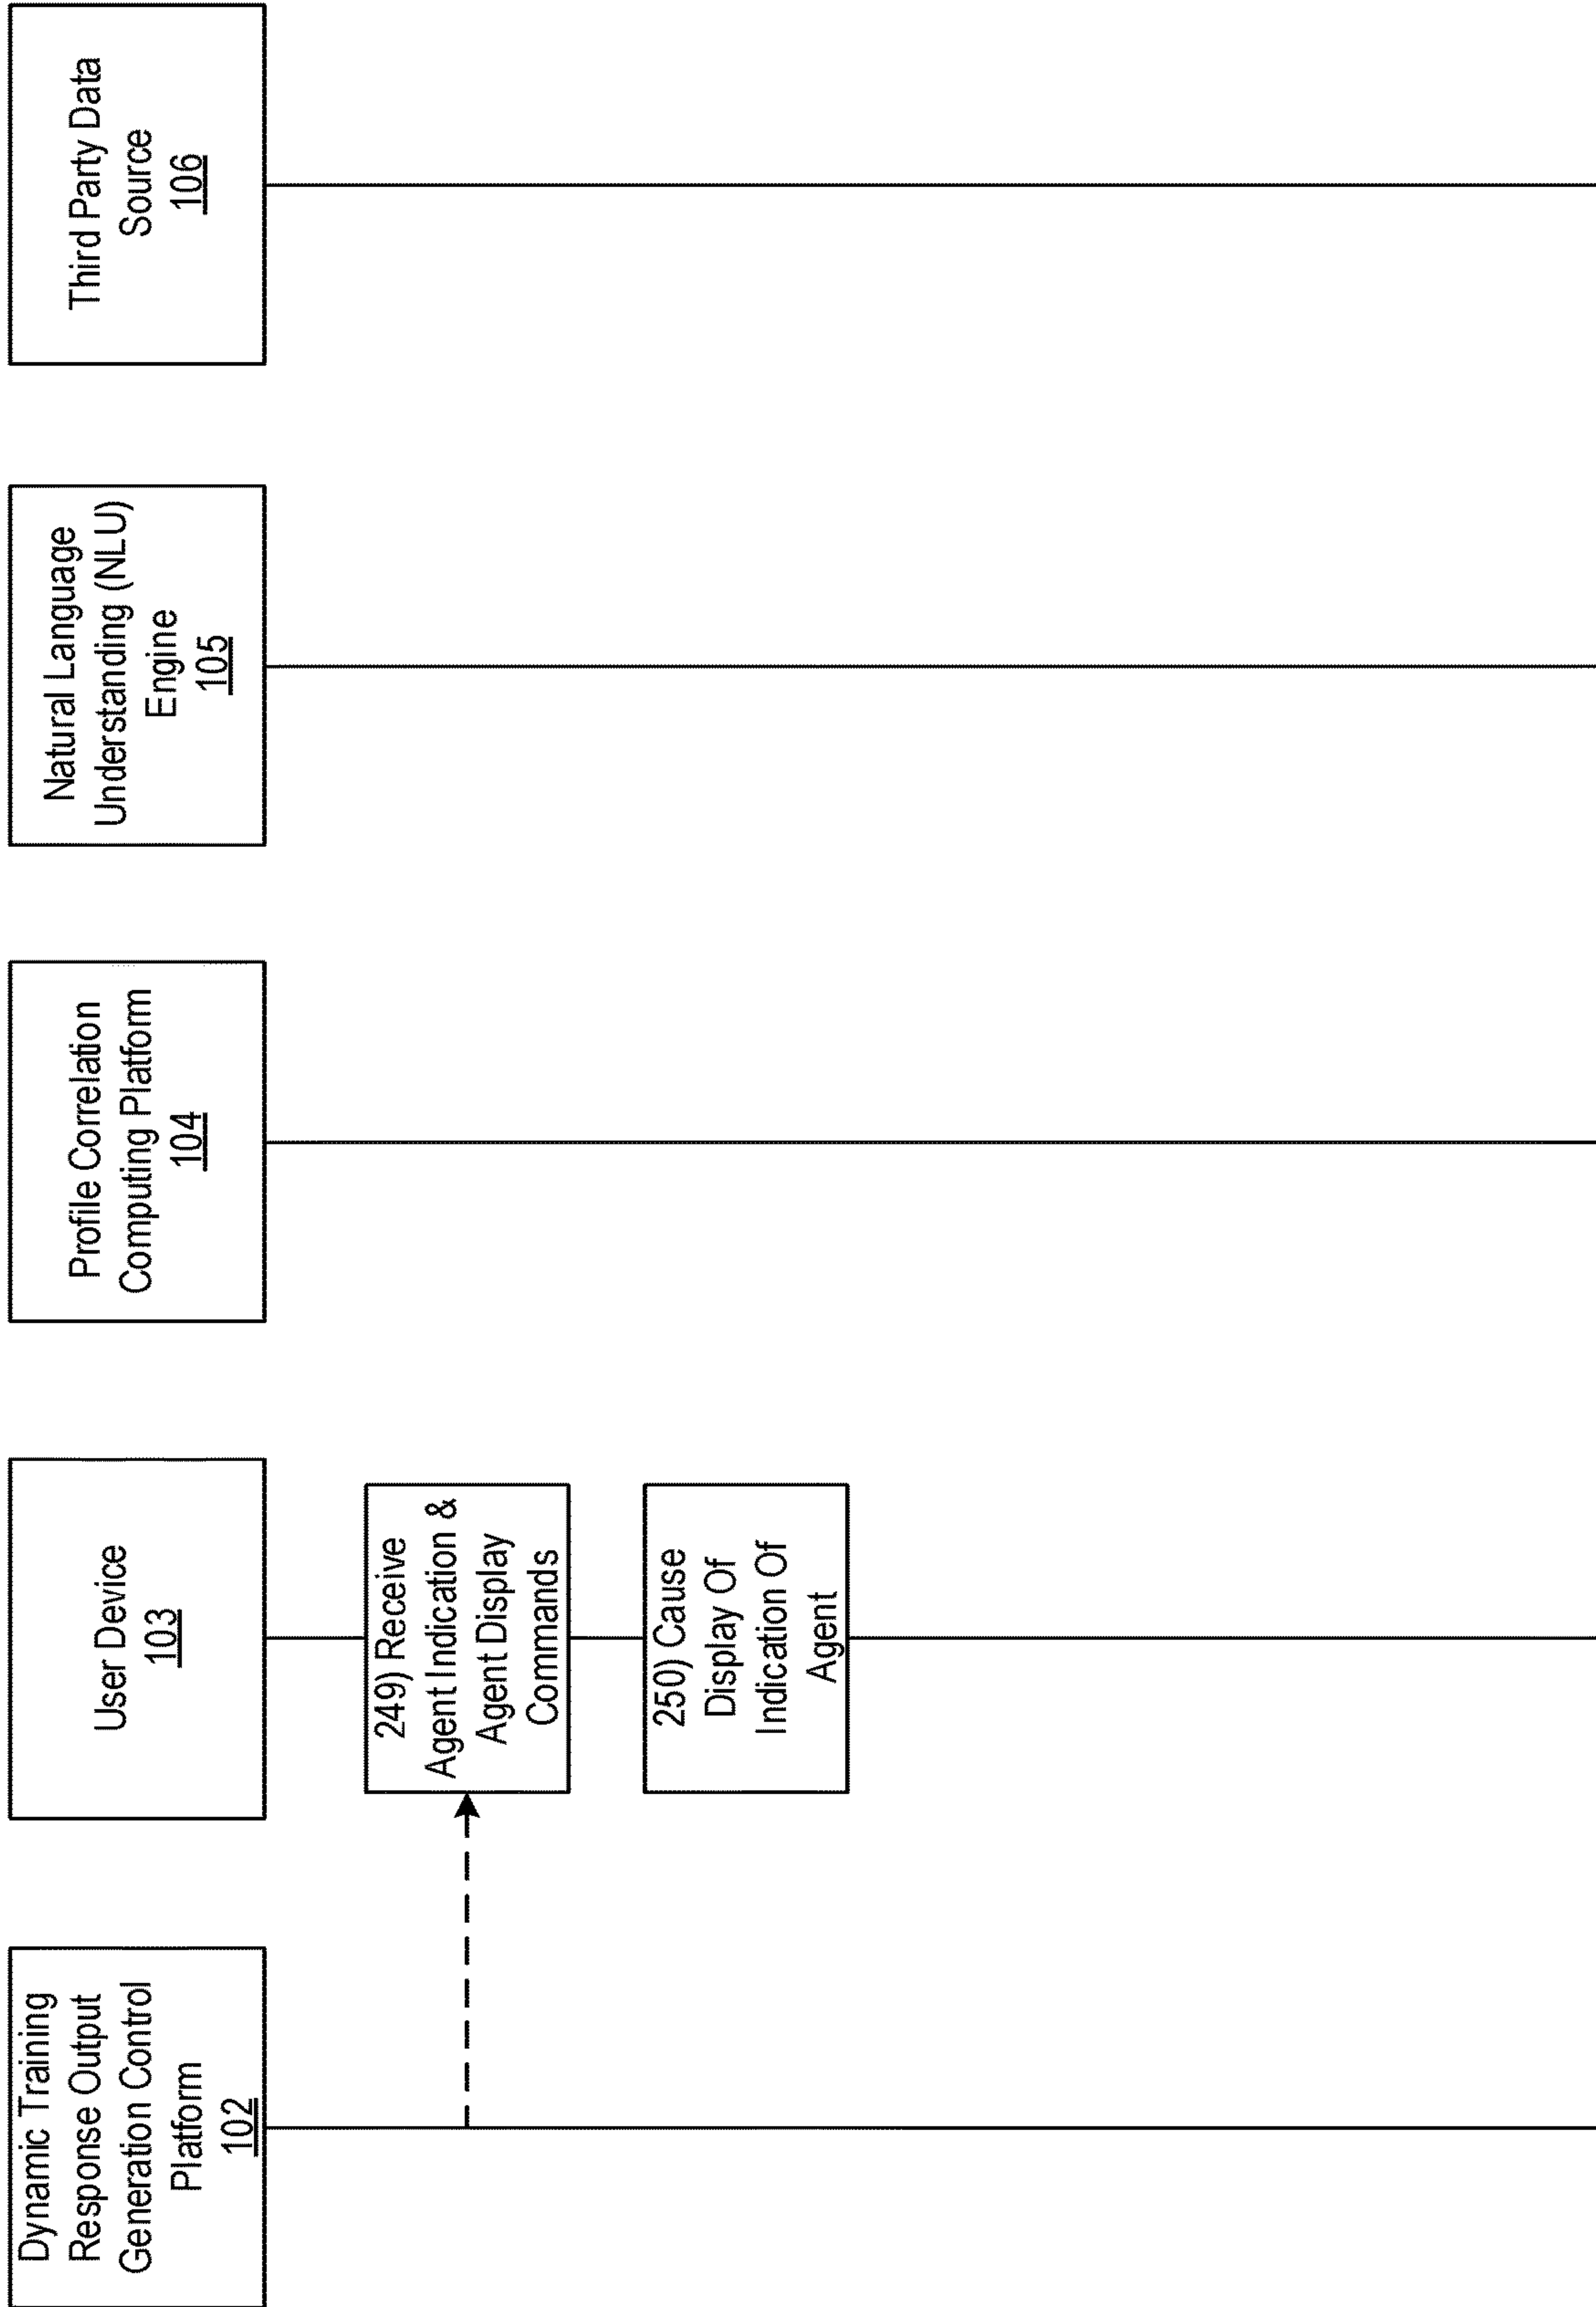 Dynamic Training
Response Output
Generation Control
Platform
102
User Device
103
Profile Correlation
Computing Platform
104
Natural Language
Understanding (NLU)
Engine
105
Third Party Data
Source
106
249) Receive
Agent Indication &
Agent Display
Commands
250) Cause
Display Of
Indication Of
Agent